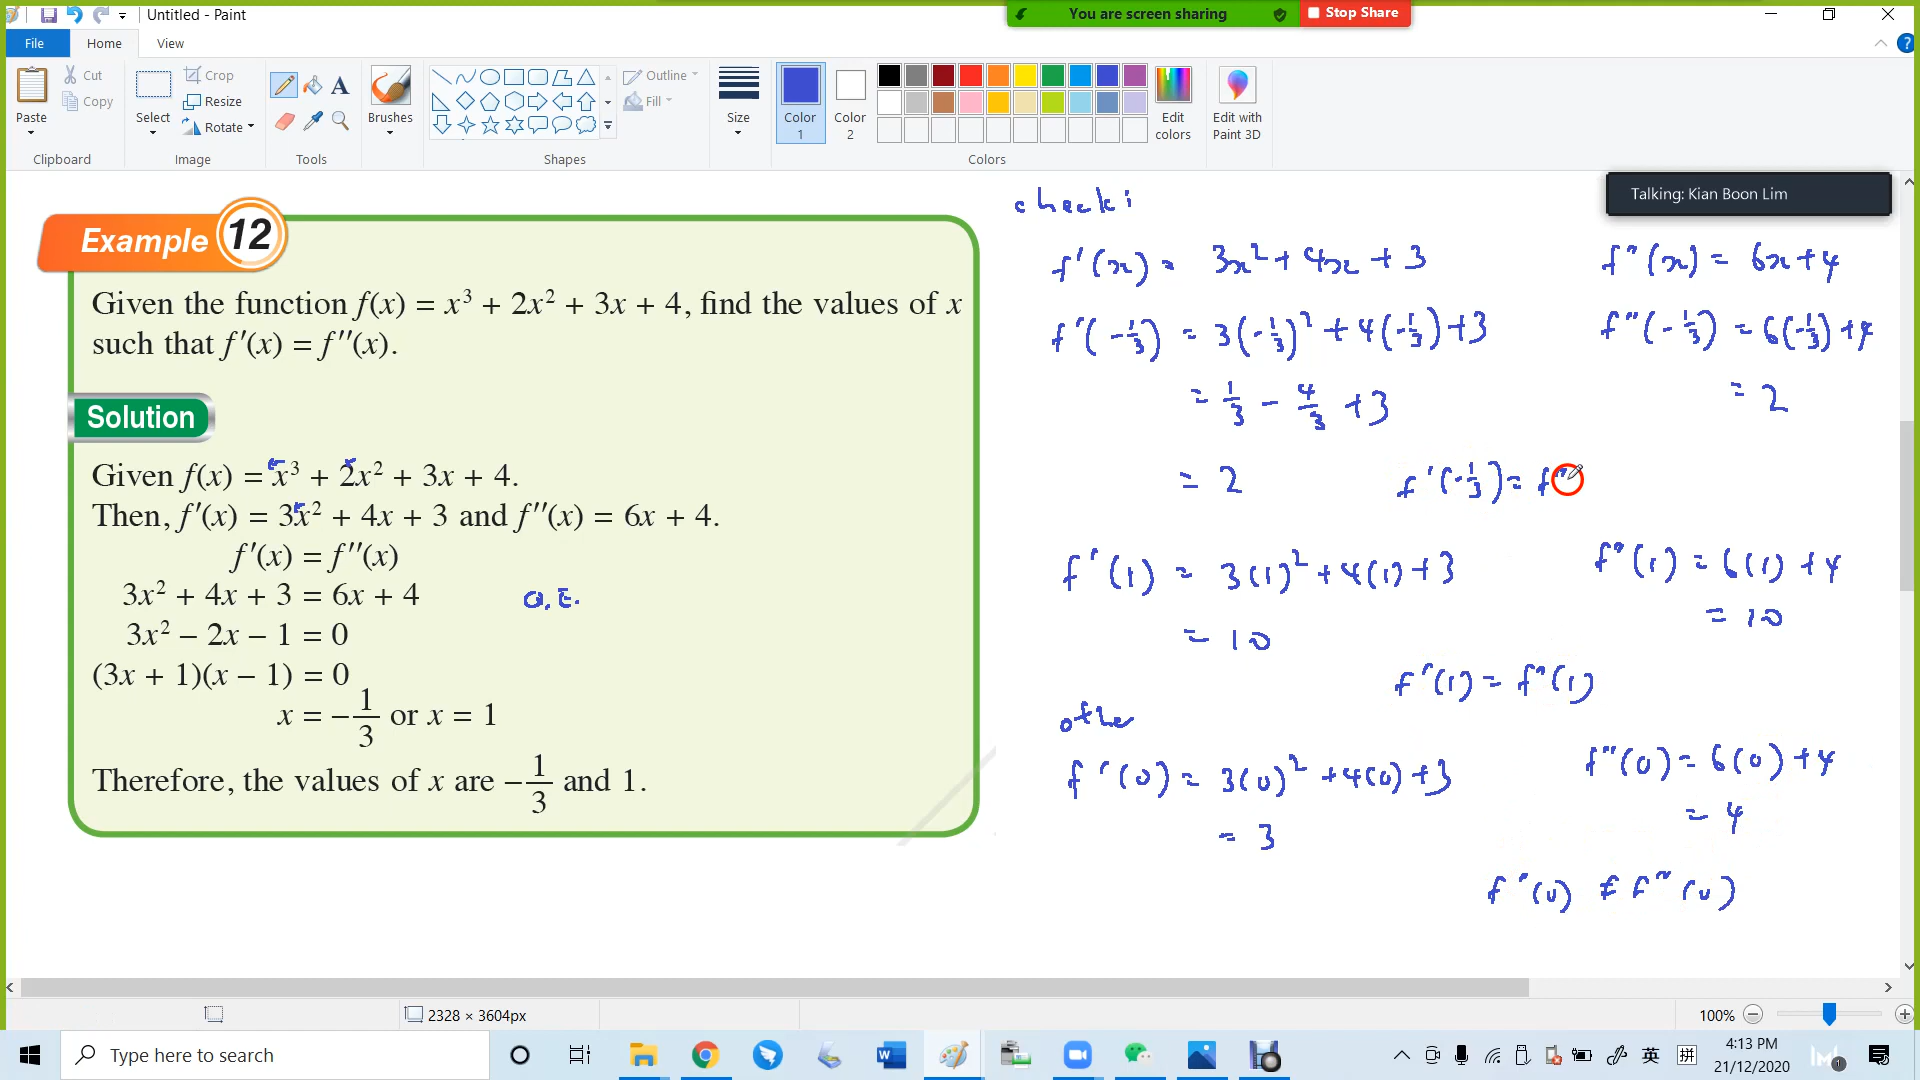 Untitled - Paint
You are screen sharing
Stop Share
File Home View
Paste
Cut
Copy
Clipboard
Select
Crop
Resize
Rotate
Image
Tools
Brushes
Outline
Fill
Shapes
Size
Color 1
Color 2
Edit colors
Edit with Paint 3D
Colors
Talking: Kian Boon Lim
Example 12
Given the function f(x) = x³ + 2x² + 3x + 4, find the values of x
such that f′(x) = f″(x).
Solution
Given f(x) = x³ + 2x² + 3x + 4.
Then, f′(x) = 3x² + 4x + 3 and f″(x) = 6x + 4.
f′(x) = f″(x)
3x² + 4x + 3 = 6x + 4
Q.E.
3x² − 2x − 1 = 0
(3x + 1)(x − 1) = 0
x = −1/3 or x = 1
Therefore, the values of x are −1/3 and 1.
check:
f′(x) = 3x² + 4x + 3
f″(x) = 6x + 4
f′(−1/3) = 3(−1/3)² + 4(−1/3) + 3
f″(−1/3) = 6(−1/3) + 4
= 1/3 − 4/3 + 3
= 2
= 2
f′(−1/3) = f″
f′(1) = 3(1)² + 4(1) + 3
f″(1) = 6(1) + 4
= 10
= 10
f′(1) = f″(1)
other
f′(0) = 3(0)² + 4(0) + 3
f″(0) = 6(0) + 4
= 3
= 4
f′(0) ≠ f″(0)
2328 × 3604px
100%
Type here to search
英
拼
4:13 PM
21/12/2020